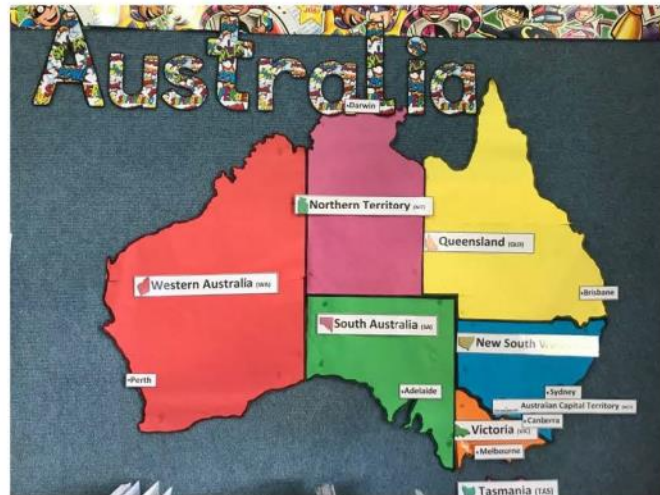 Australia
•Darwin
Northern Territory (NT)
Queensland (QLD)
Western Australia (WA)
•Brisbane
South Australia (SA)
New South
•Perth
•Adelaide
•Sydney
Australian Capital Territory (ACT)
•Canberra
Victoria (VIC)
•Melbourne
Tasmania (TAS)